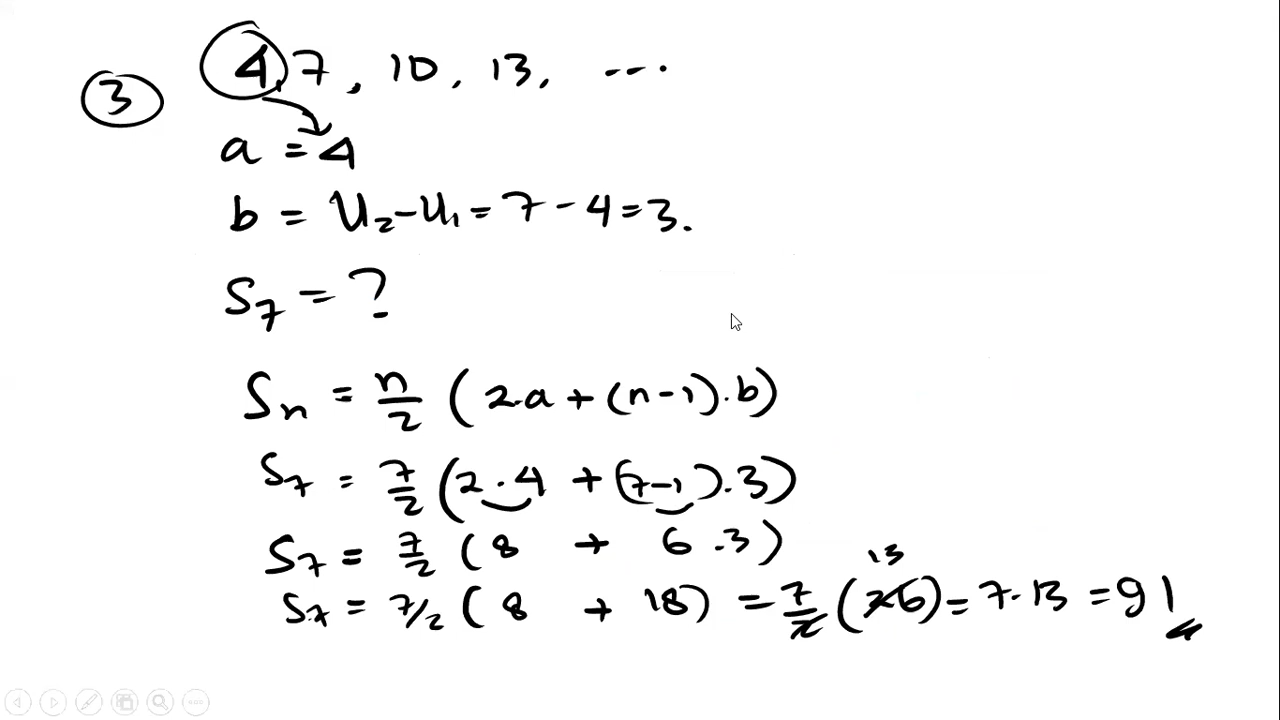 ③ 4, 7, 10, 13, ---.
a = 4
b = U₂ - U₁ = 7 - 4 = 3.
S₇ = ?
Sₙ = n/2 (2.a + (n-1).b)
S₇ = 7/2 (2.4 + (7-1).3)
S₇ = 7/2 (8 + 6.3)
13
S₇ = 7/2 (8 + 18) = 7/2 (26) = 7.13 = 91